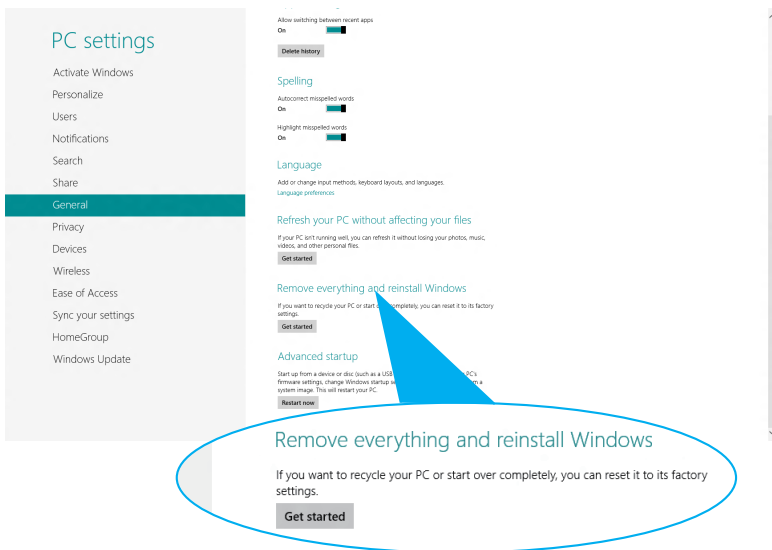 PC settings
Activate Windows
Personalize
Users
Notifications
Search
Share
General
Privacy
Devices
Wireless
Ease of Access
Sync your settings
HomeGroup
Windows Update
Allow switching between recent apps
On
Delete history
Spelling
Autocorrect misspelled words
On
Highlight misspelled words
On
Language
Add or change input methods, keyboard layouts, and languages.
Language preferences
Refresh your PC without affecting your files
If your PC isn't running well, you can refresh it without losing your photos, music,
videos, and other personal files.
Get started
Remove everything and reinstall Windows
If you want to recycle your PC or start completely, you can reset it to its factory
settings.
Get started
Advanced startup
Start up from a device or disc (such as a USB PC's
firmware settings, change Windows startup a
system image. This will restart your PC.
Restart now
Remove everything and reinstall Windows
If you want to recycle your PC or start over completely, you can reset it to its factory
settings.
Get started